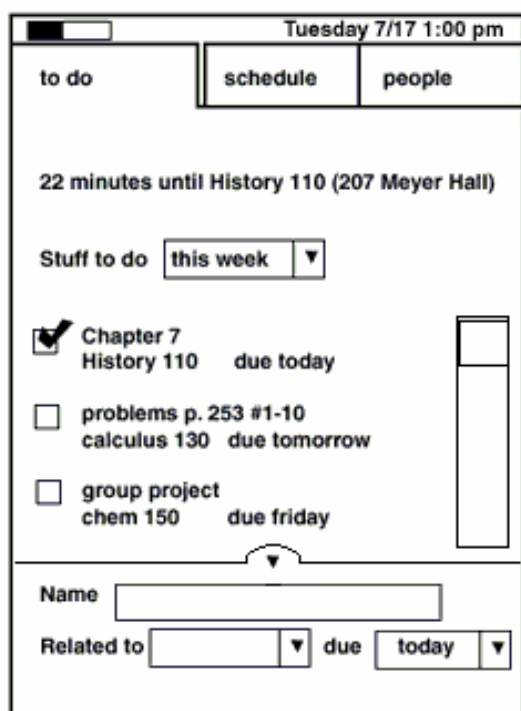 Tuesday 7/17 1:00 pm
to do schedule people
22 minutes until History 110 (207 Meyer Hall)
Stuff to do this week
Chapter 7
History 110 due today
problems p. 253 #1-10
calculus 130 due tomorrow
group project
chem 150 due friday
Name
Related to due today